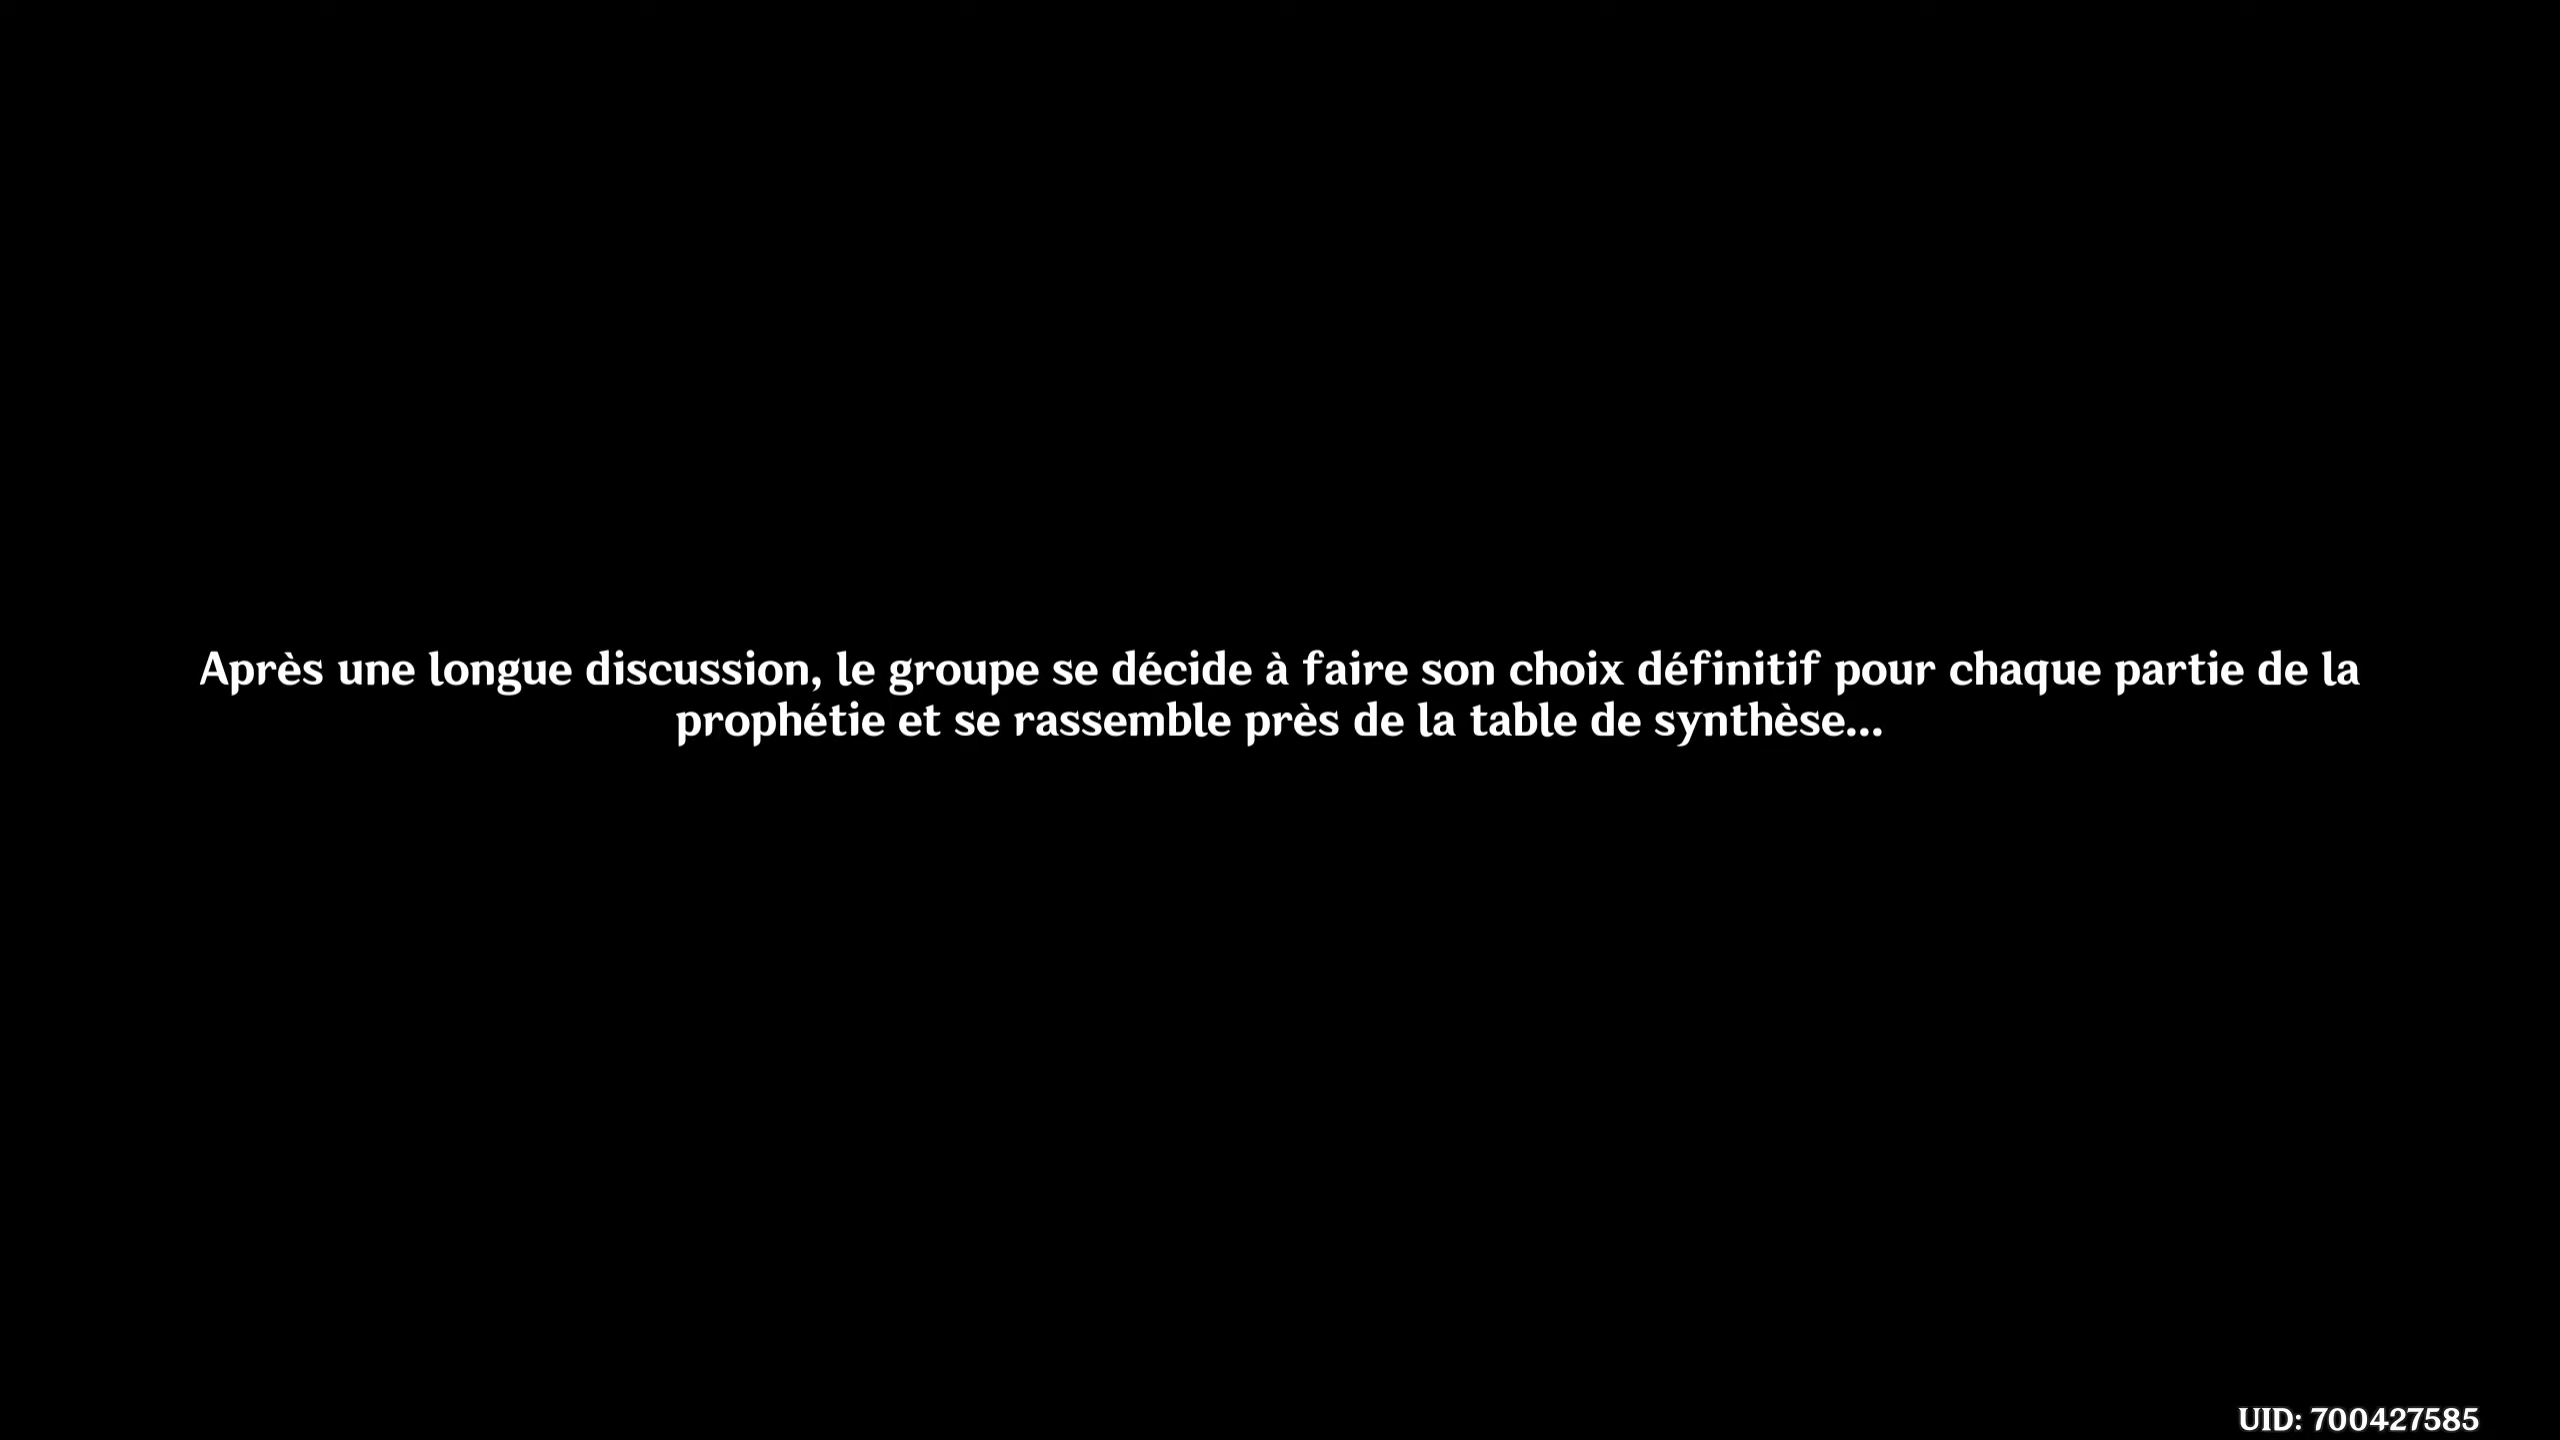 Après une longue discussion, le groupe se décide à faire son choix définitif pour chaque partie de la
prophétie et se rassemble près de la table de synthèse...
UID: 700427585